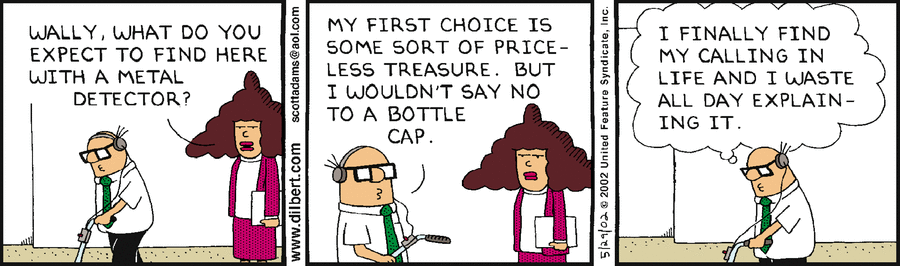 WALLY, WHAT DO YOU
EXPECT TO FIND HERE
WITH A METAL
DETECTOR?
www.dilbert.com
scottadams@aol.com
MY FIRST CHOICE IS
SOME SORT OF PRICE-
LESS TREASURE. BUT
I WOULDN'T SAY NO
TO A BOTTLE
CAP.
5/29/02 © 2002 United Feature Syndicate, Inc.
I FINALLY FIND
MY CALLING IN
LIFE AND I WASTE
ALL DAY EXPLAIN-
ING IT.